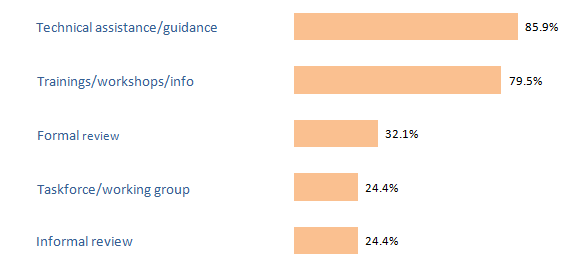 Technical assistance/guidance 85.9%
Trainings/workshops/info 79.5%
Formal review 32.1%
Taskforce/working group 24.4%
Informal review 24.4%